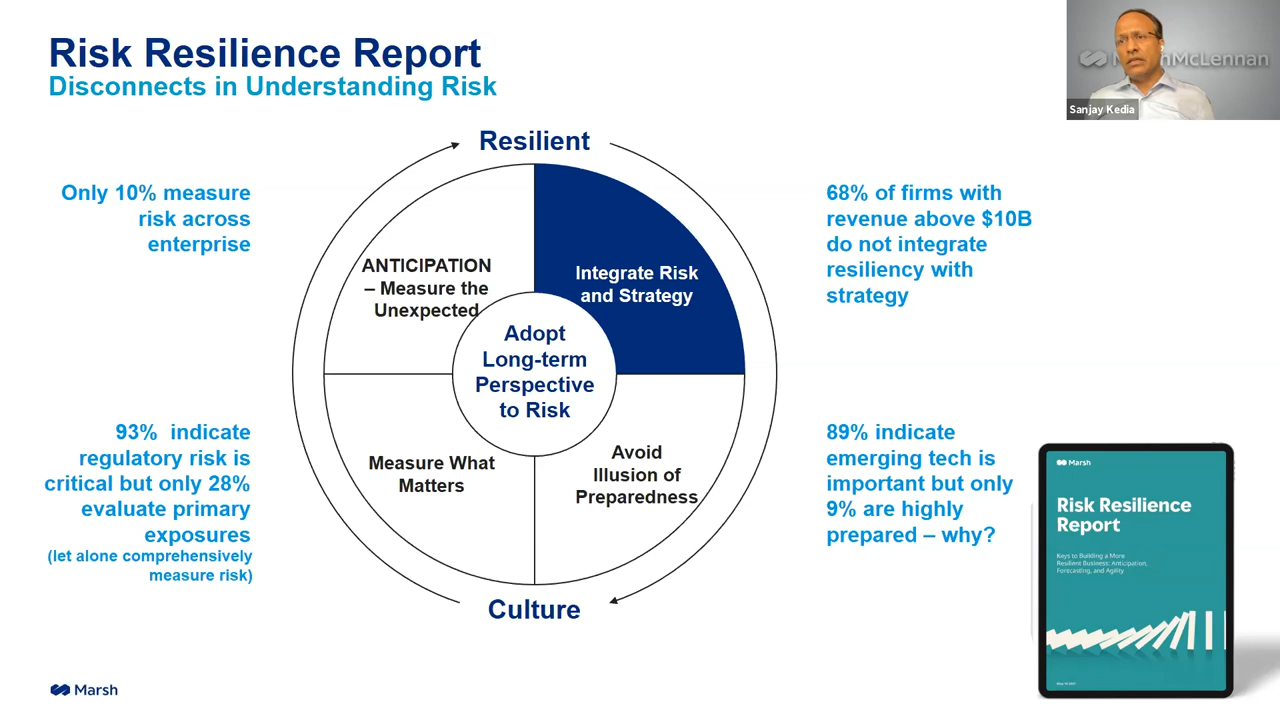 Risk Resilience Report
Disconnects in Understanding Risk
Sanjay Kedia
Resilient
Only 10% measure
risk across
enterprise
68% of firms with
revenue above $10B
do not integrate
resiliency with
strategy
ANTICIPATION
– Measure the
Unexpected
Integrate Risk
and Strategy
Adopt
Long-term
Perspective
to Risk
93% indicate
regulatory risk is
critical but only 28%
evaluate primary
exposures
(let alone comprehensively
measure risk)
Measure What
Matters
Avoid
Illusion of
Preparedness
89% indicate
emerging tech is
important but only
9% are highly
prepared – why?
Culture
Marsh
Risk Resilience
Report
Keys to Building a More
Resilient Business: Anticipation,
Forecasting, and Agility
Marsh